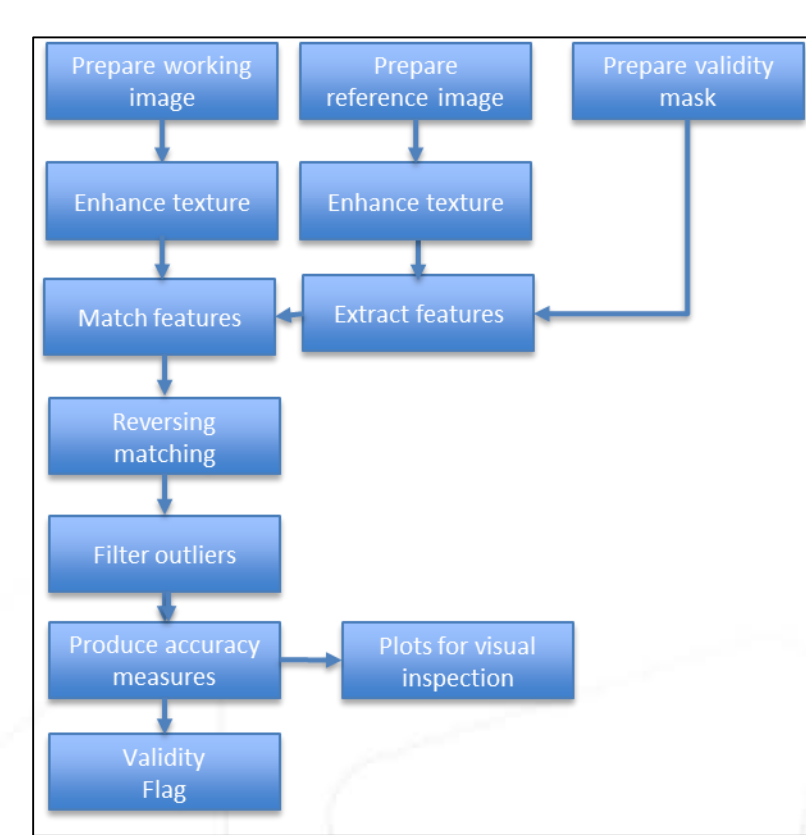 Prepare working
image
Prepare
reference image
Prepare validity
mask
Enhance texture
Enhance texture
Match features
Extract features
Reversing
matching
Filter outliers
Produce accuracy
measures
Plots for visual
inspection
Validity
Flag